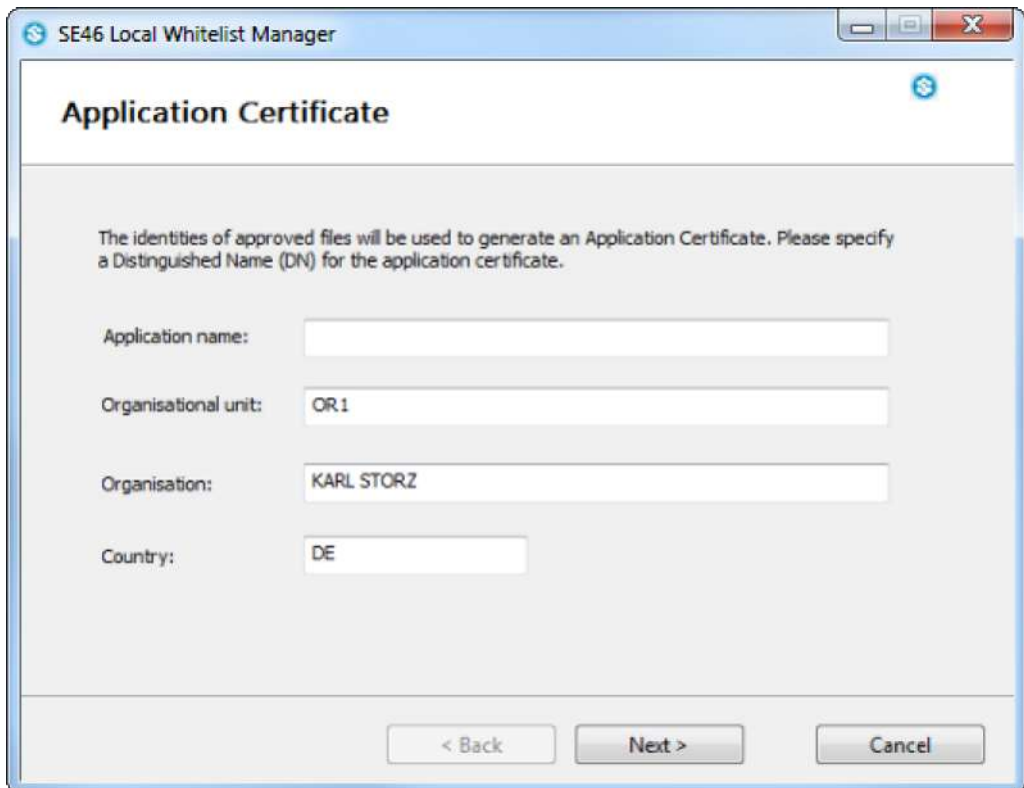 SE46 Local Whitelist Manager
Application Certificate
The identities of approved files will be used to generate an Application Certificate. Please specify
a Distinguished Name (DN) for the application certificate.
Application name:
Organisational unit: OR1
Organisation: KARL STORZ
Country: DE
< Back Next > Cancel